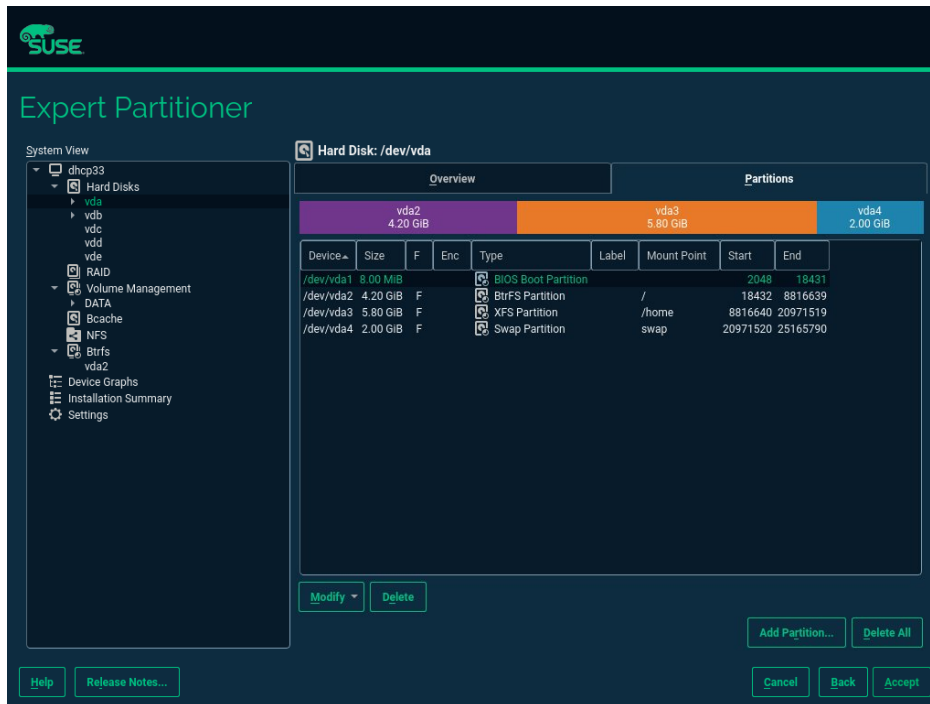 SUSE
Expert Partitioner
System View
dhcp33
Hard Disks
vda
vdb
vdc
vdd
vde
RAID
Volume Management
DATA
Bcache
NFS
Btrfs
vda2
Device Graphs
Installation Summary
Settings
Hard Disk: /dev/vda
Overview Partitions
vda2 vda3 vda4
4.20 GiB 5.80 GiB 2.00 GiB
Device Size F Enc Type Label Mount Point Start End
/dev/vda1 8.00 MiB BIOS Boot Partition 2048 18431
/dev/vda2 4.20 GiB F BtrFS Partition / 18432 8816639
/dev/vda3 5.80 GiB F XFS Partition /home 8816640 20971519
/dev/vda4 2.00 GiB F Swap Partition swap 20971520 25165790
Modify Delete
Add Partition... Delete All
Help Release Notes... Cancel Back Accept